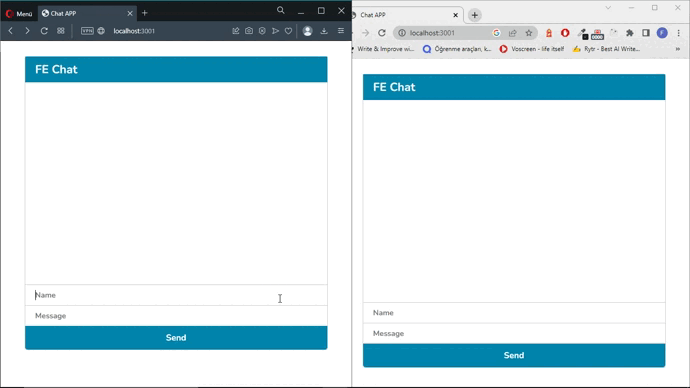 Menü
Chat APP
VPN
localhost:3001
FE Chat
Name
Message
Send
Chat APP
localhost:3001
F
Write & Improve wi...
Öğrenme araçları, k...
Voscreen - life itself
Rytr - Best AI Write...
»
FE Chat
Name
Message
Send